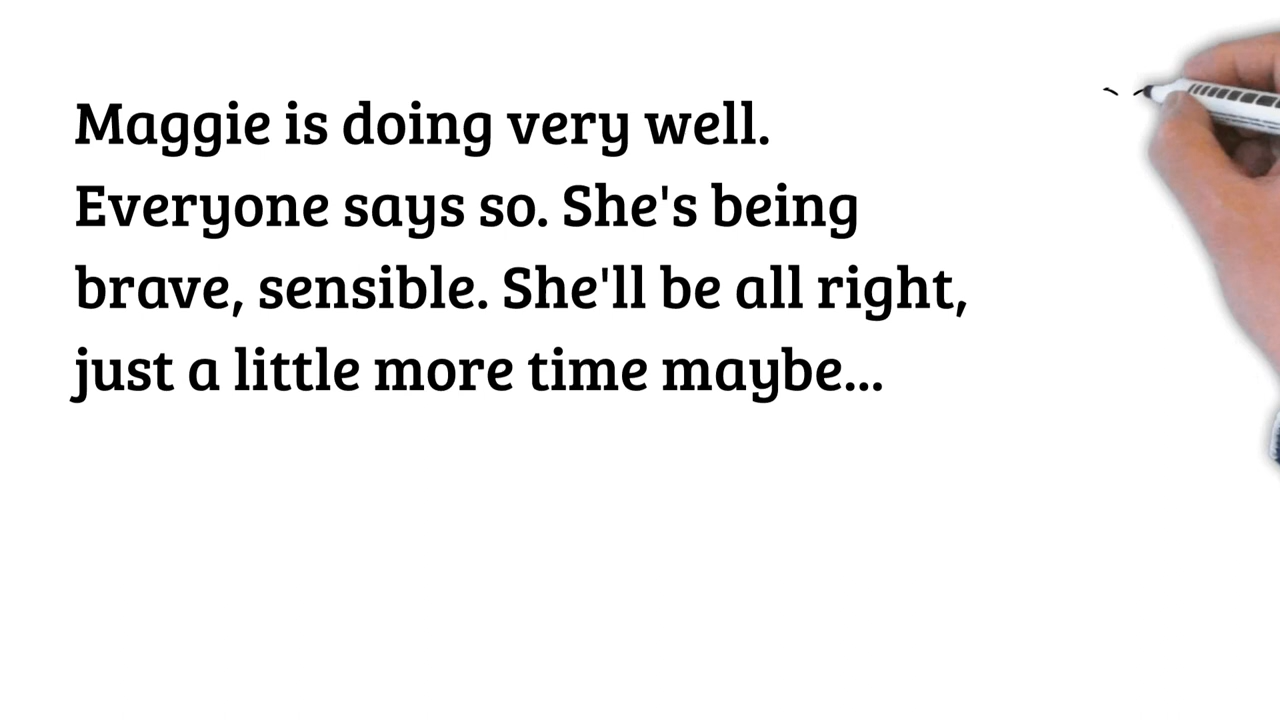 Maggie is doing very well.
Everyone says so. She's being
brave, sensible. She'll be all right,
just a little more time maybe...